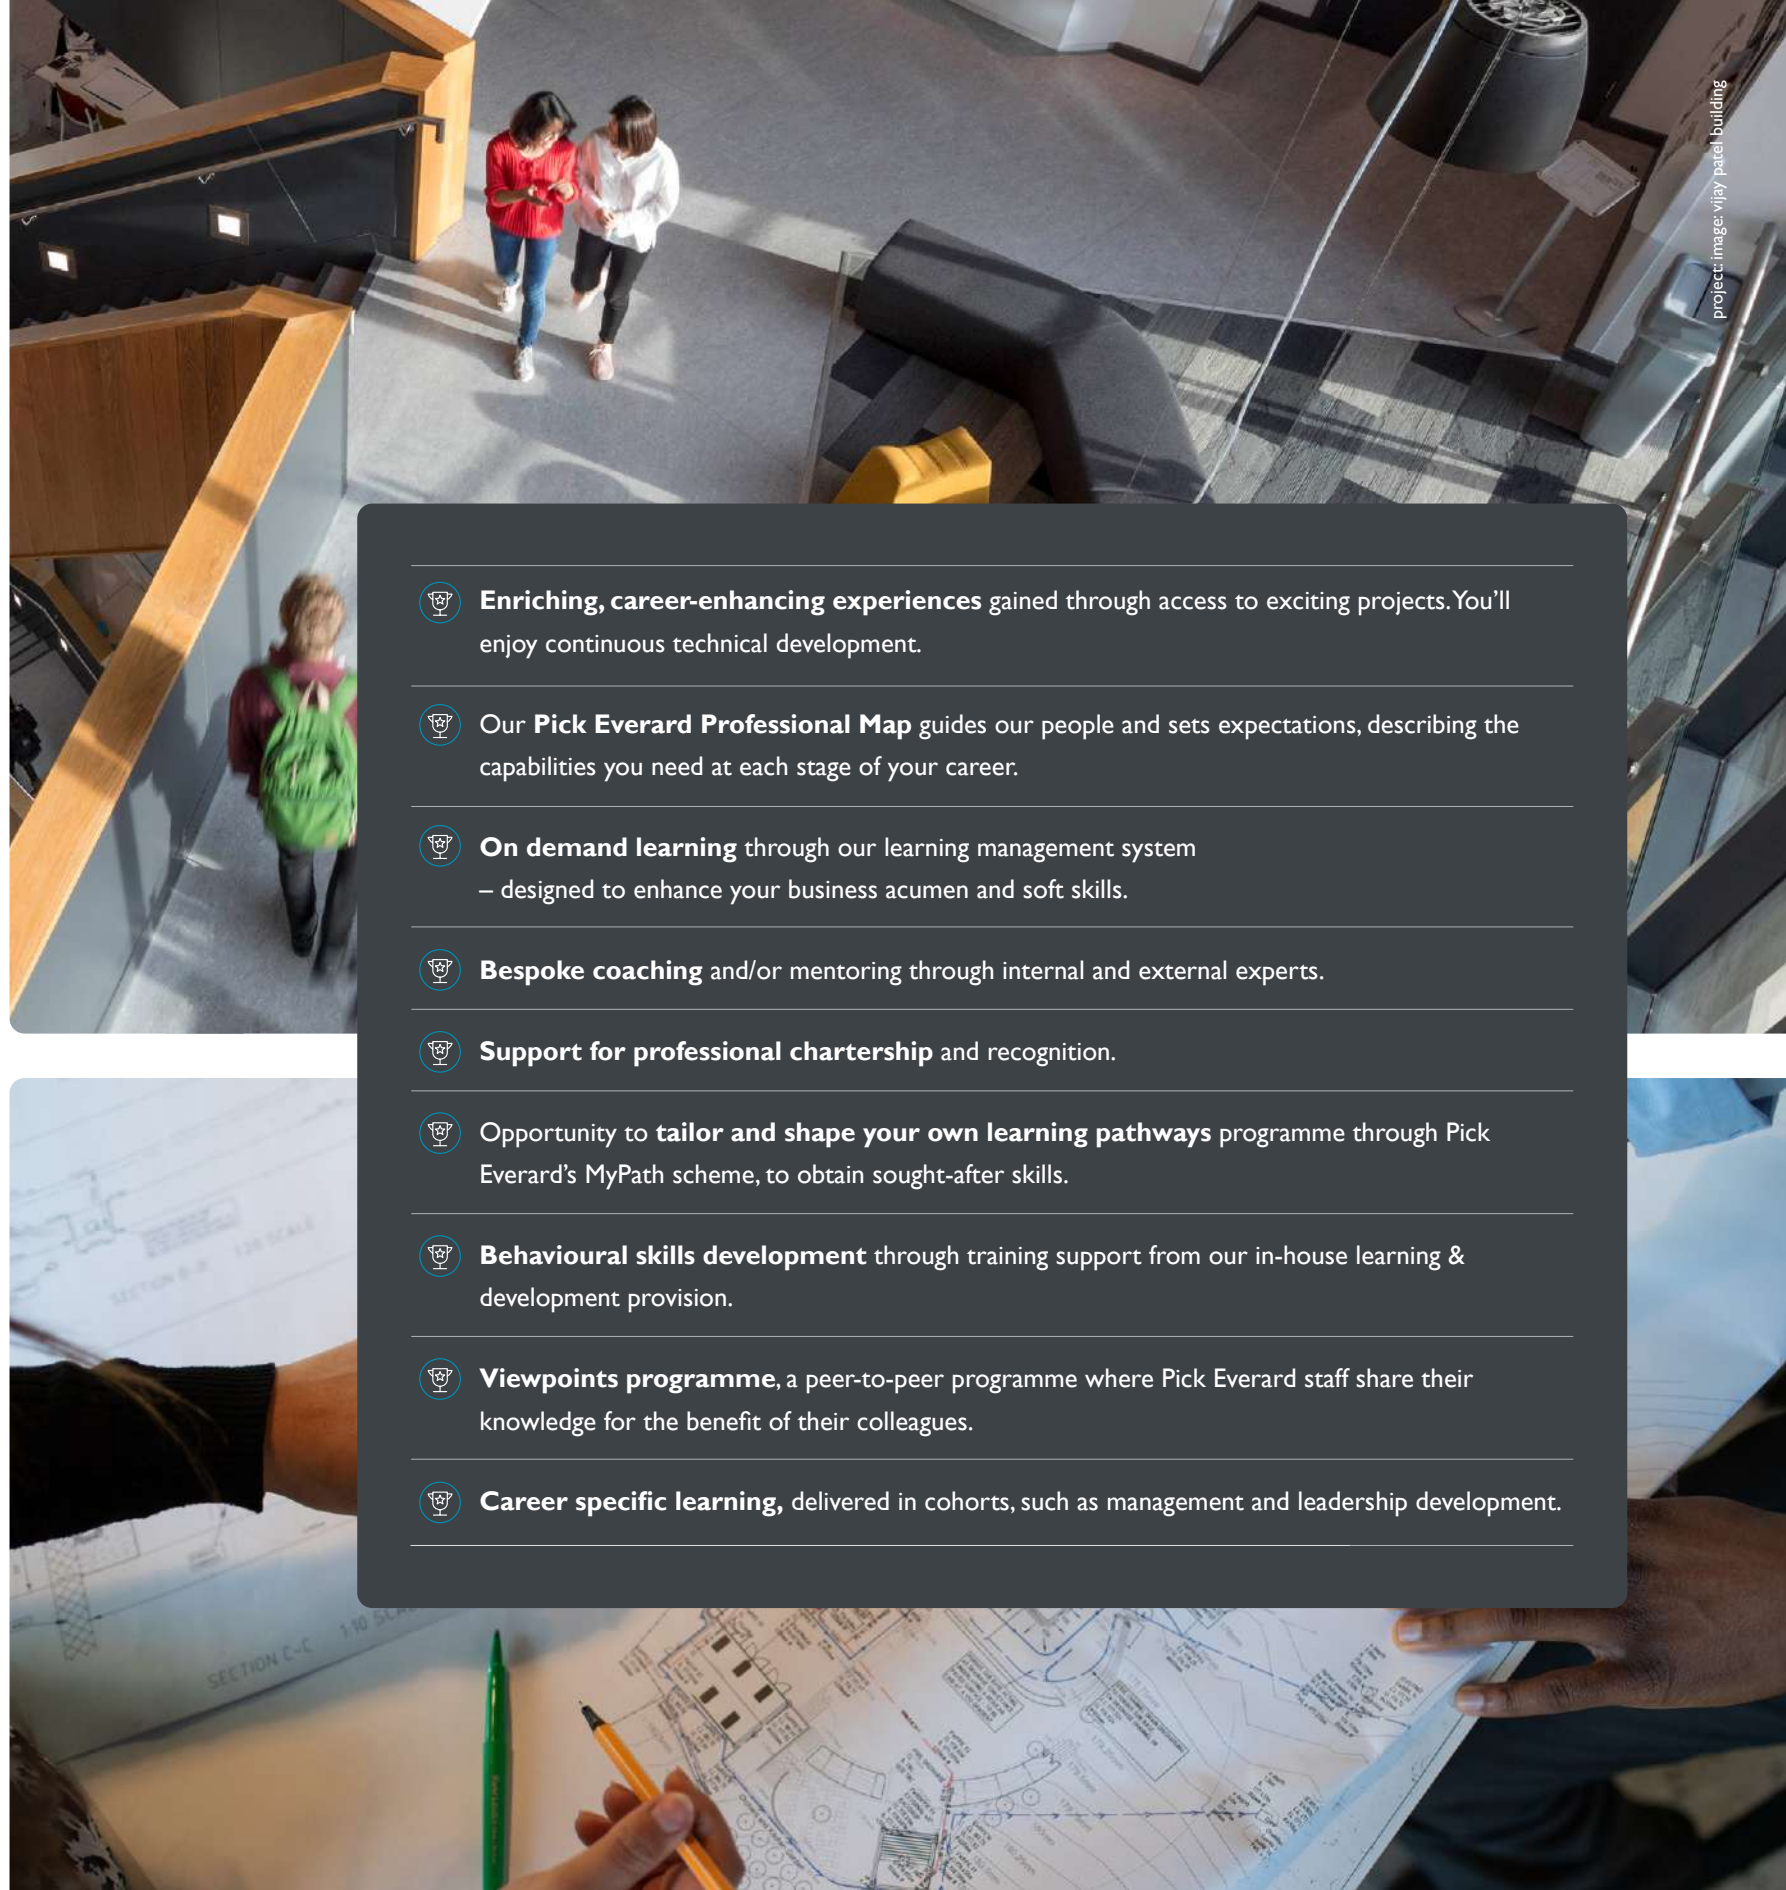 project: image: vijay patel building
Enriching, career-enhancing experiences gained through access to exciting projects. You’ll
enjoy continuous technical development.
Our Pick Everard Professional Map guides our people and sets expectations, describing the
capabilities you need at each stage of your career.
On demand learning through our learning management system
– designed to enhance your business acumen and soft skills.
Bespoke coaching and/or mentoring through internal and external experts.
Support for professional chartership and recognition.
Opportunity to tailor and shape your own learning pathways programme through Pick
Everard’s MyPath scheme, to obtain sought-after skills.
Behavioural skills development through training support from our in-house learning &
development provision.
Viewpoints programme, a peer-to-peer programme where Pick Everard staff share their
knowledge for the benefit of their colleagues.
Career specific learning, delivered in cohorts, such as management and leadership development.
SECTION B-B
SECTION C-C